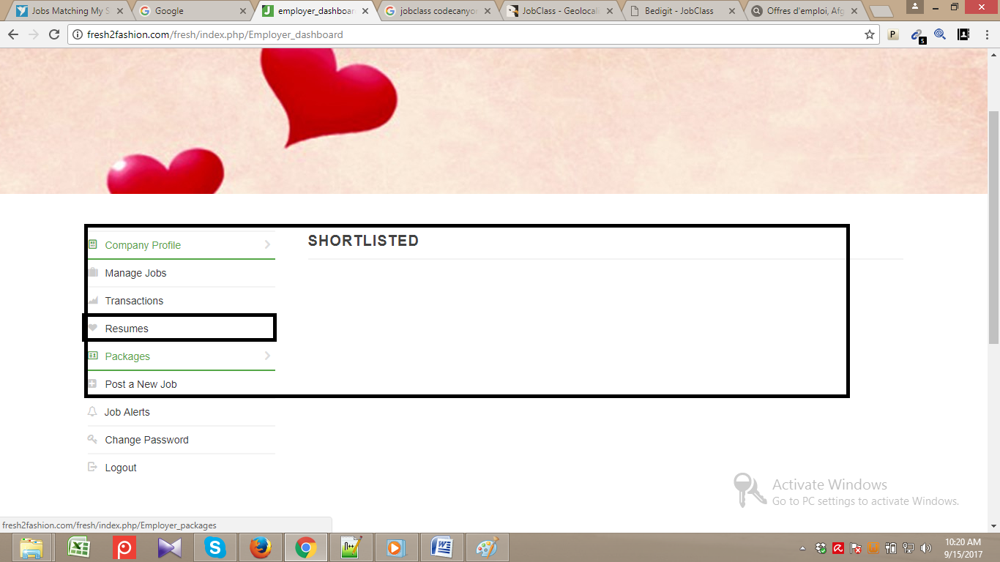 Jobs Matching My S
Google
employer_dashboar
jobclass codecanyo
JobClass - Geolocali
Bedigit - JobClass
Offres d'emploi, Afg
fresh2fashion.com/fresh/index.php/Employer_dashboard
P
5
Company Profile
SHORTLISTED
Manage Jobs
Transactions
Resumes
Packages
Post a New Job
Job Alerts
Change Password
Logout
Activate Windows
Go to PC settings to activate Windows.
fresh2fashion.com/fresh/index.php/Employer_packages
10:20 AM
9/15/2017